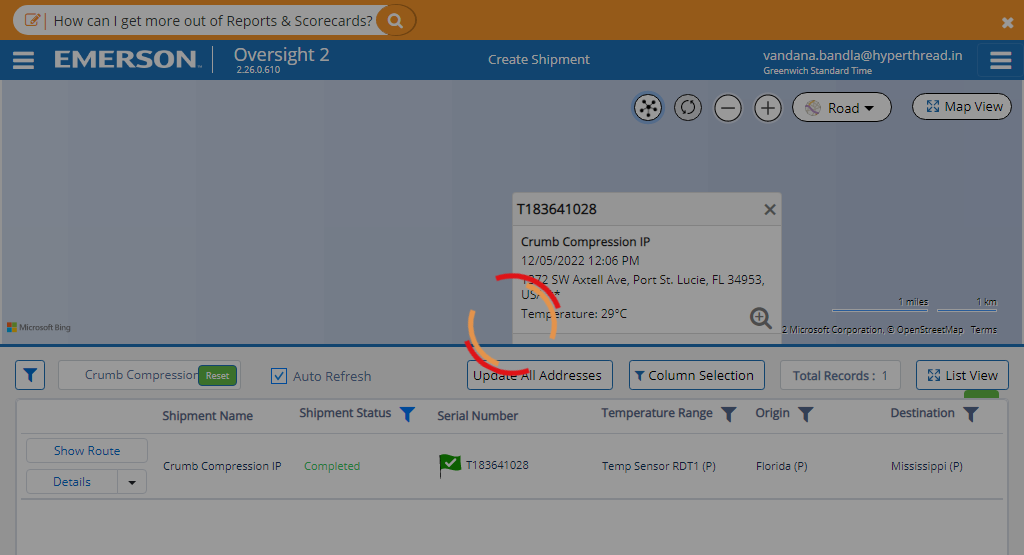 How can I get more out of Reports & Scorecards?
EMERSON
Oversight 2
2.26.0.610
Create Shipment
vandana.bandla@hyperthread.in
Greenwich Standard Time
Road
Map View
T183641028
Crumb Compression IP
12/05/2022 12:06 PM
1372 SW Axtell Ave, Port St. Lucie, FL 34953,
Temperature: 29°C
1 miles
1 km
Microsoft Bing
2 Microsoft Corporation, © OpenStreetMap Terms
Crumb Compression
Reset
Auto Refresh
Update All Addresses
Column Selection
Total Records : 1
List View
Shipment Name
Shipment Status
Serial Number
Temperature Range
Origin
Destination
Show Route
Details
Crumb Compression IP
Completed
T183641028
Temp Sensor RDT1 (P)
Florida (P)
Mississippi (P)